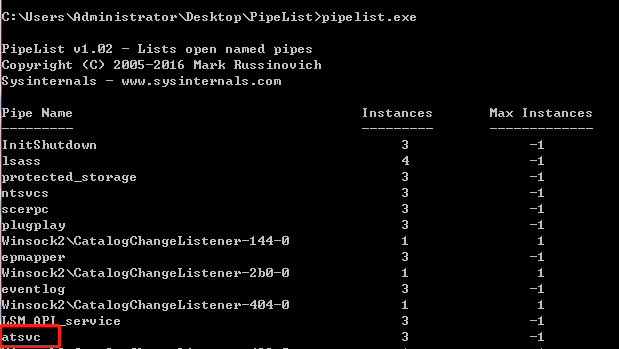 C:\Users\Administrator\Desktop\PipeList>pipelist.exe
PipeList v1.02 - Lists open named pipes
Copyright (C) 2005-2016 Mark Russinovich
Sysinternals - www.sysinternals.com
Pipe Name Instances Max Instances
--------- --------- -------------
InitShutdown 3 -1
lsass 4 -1
protected_storage 3 -1
ntsvcs 3 -1
scerpc 3 -1
plugplay 3 -1
Winsock2\CatalogChangeListener-144-0 1 1
epmapper 3 -1
Winsock2\CatalogChangeListener-2b0-0 1 1
eventlog 3 -1
Winsock2\CatalogChangeListener-404-0 1 1
LSM_API_service 3 -1
atsvc 3 -1